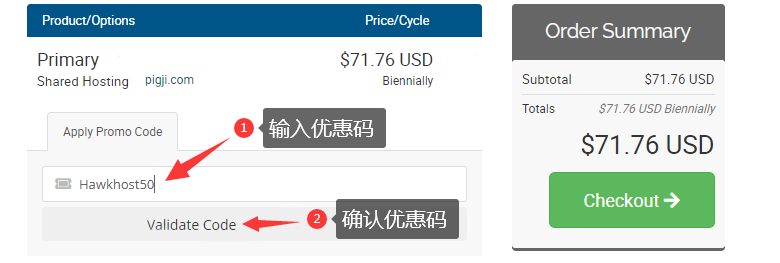 Product/Options Price/Cycle
Primary $71.76 USD
Shared Hosting pigji.com Biennially
Apply Promo Code
1 输入优惠码
Hawkhost50
Validate Code
2 确认优惠码
Order Summary
Subtotal $71.76 USD
Totals $71.76 USD Biennially
$71.76 USD
Checkout